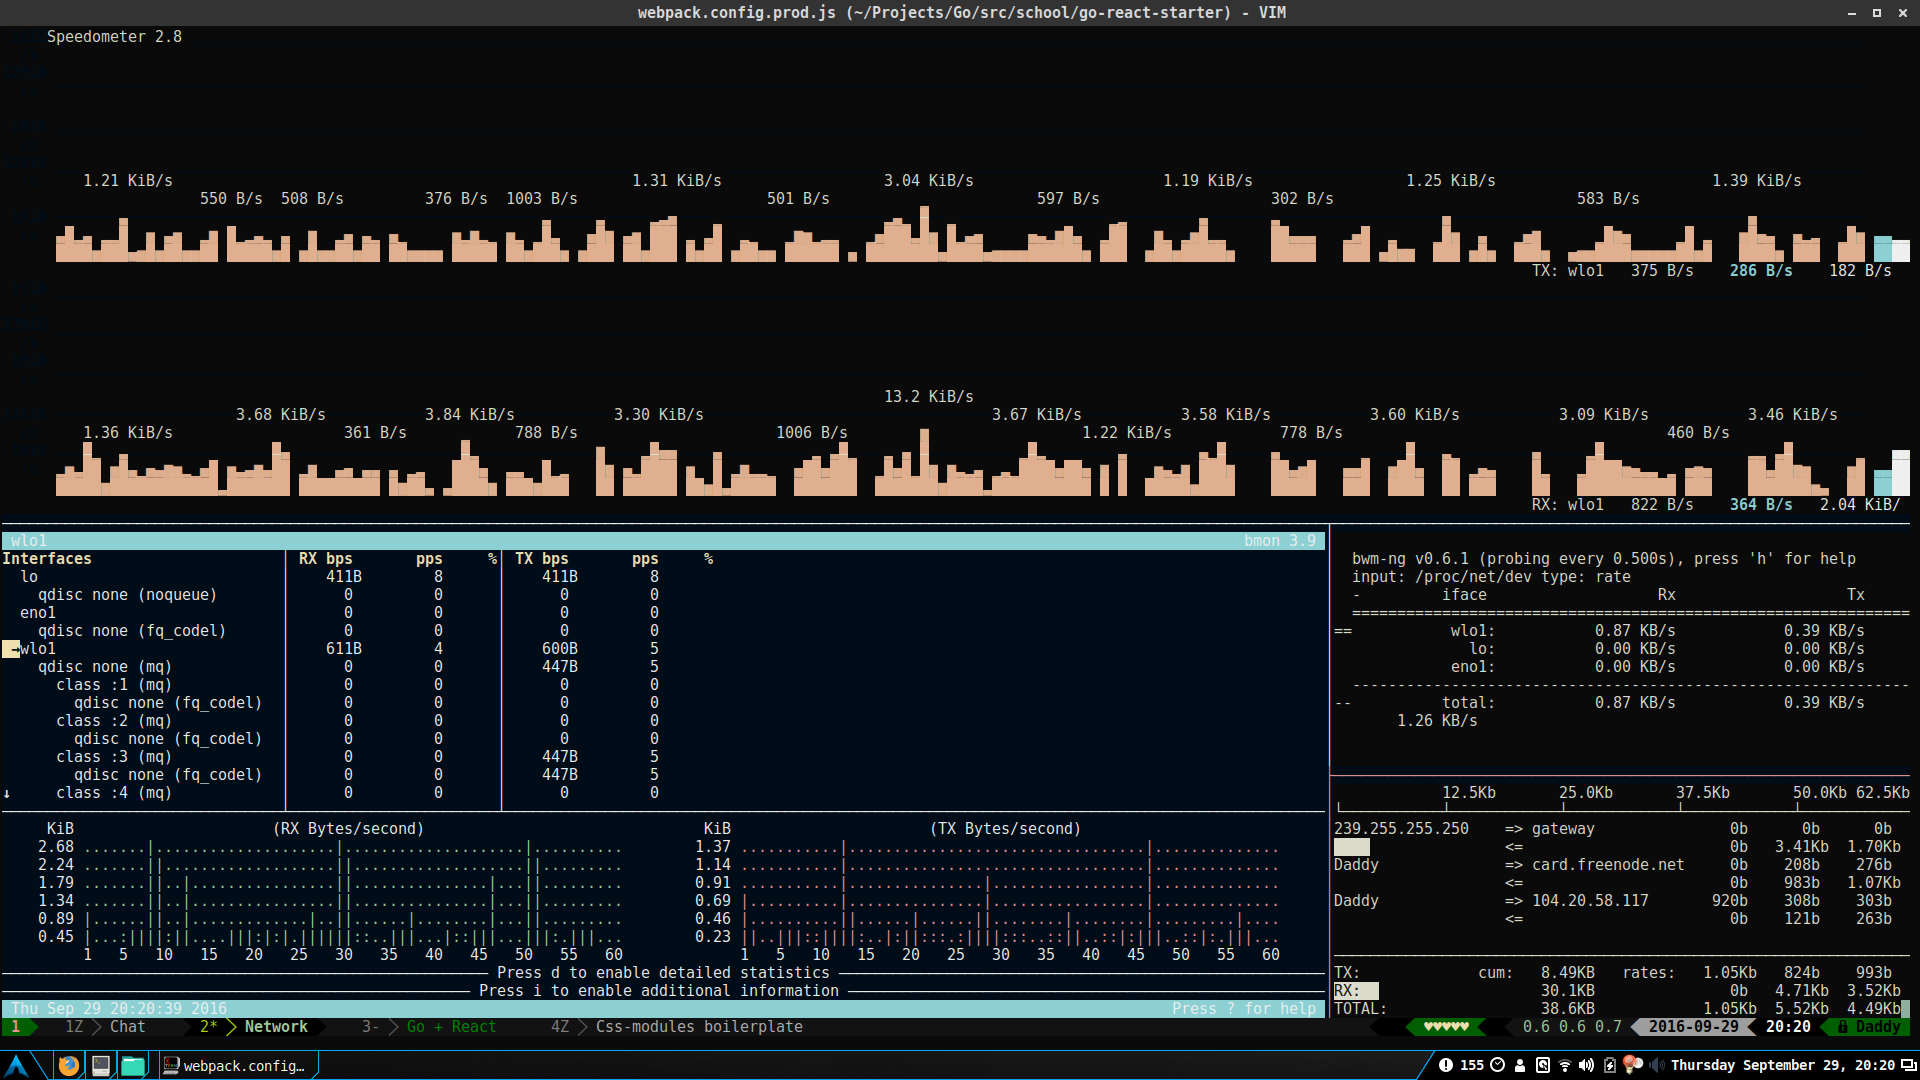 webpack.config.prod.js (~/Projects/Go/src/school/go-react-starter) - VIM
Speedometer 2.8
1.21 KiB/s 1.31 KiB/s 3.04 KiB/s 1.19 KiB/s 1.25 KiB/s 1.39 KiB/s
550 B/s 508 B/s 376 B/s 1003 B/s 501 B/s 597 B/s 302 B/s 583 B/s
TX: wlo1 375 B/s 286 B/s 182 B/s
13.2 KiB/s
3.68 KiB/s 3.84 KiB/s 3.30 KiB/s 3.67 KiB/s 3.58 KiB/s 3.60 KiB/s 3.09 KiB/s 3.46 KiB/s
1.36 KiB/s 361 B/s 788 B/s 1006 B/s 1.22 KiB/s 778 B/s 460 B/s
RX: wlo1 822 B/s 364 B/s 2.04 KiB/
wlo1 bmon 3.9
Interfaces RX bps pps % TX bps pps %
lo 411B 8 411B 8
qdisc none (noqueue) 0 0 0 0
eno1 0 0 0 0
qdisc none (fq_codel) 0 0 0 0
→wlo1 611B 4 600B 5
qdisc none (mq) 0 0 447B 5
class :1 (mq) 0 0 0 0
qdisc none (fq_codel) 0 0 0 0
class :2 (mq) 0 0 0 0
qdisc none (fq_codel) 0 0 0 0
class :3 (mq) 0 0 447B 5
qdisc none (fq_codel) 0 0 447B 5
↓ class :4 (mq) 0 0 0 0
KiB (RX Bytes/second) KiB (TX Bytes/second)
2.68 1.37
2.24 1.14
1.79 0.91
1.34 0.69
0.89 0.46
0.45 0.23
1 5 10 15 20 25 30 35 40 45 50 55 60 1 5 10 15 20 25 30 35 40 45 50 55 60
Press d to enable detailed statistics
Press i to enable additional information
Thu Sep 29 20:20:39 2016 Press ? for help
bwm-ng v0.6.1 (probing every 0.500s), press 'h' for help
input: /proc/net/dev type: rate
- iface Rx Tx
==============================================================
== wlo1: 0.87 KB/s 0.39 KB/s
lo: 0.00 KB/s 0.00 KB/s
eno1: 0.00 KB/s 0.00 KB/s
--------------------------------------------------------------
-- total: 0.87 KB/s 0.39 KB/s
1.26 KB/s
12.5Kb 25.0Kb 37.5Kb 50.0Kb 62.5Kb
239.255.255.250 => gateway 0b 0b 0b
<= 0b 3.41Kb 1.70Kb
Daddy => card.freenode.net 0b 208b 276b
<= 0b 983b 1.07Kb
Daddy => 104.20.58.117 920b 308b 303b
<= 0b 121b 263b
TX: cum: 8.49KB rates: 1.05Kb 824b 993b
RX: 30.1KB 0b 4.71Kb 3.52Kb
TOTAL: 38.6KB 1.05Kb 5.52Kb 4.49Kb
1 1Z Chat 2* Network 3- Go + React 4Z Css-modules boilerplate ♥♥♥♥♥ 0.6 0.6 0.7 2016-09-29 20:20 Daddy
webpack.config... 155 Thursday September 29, 20:20